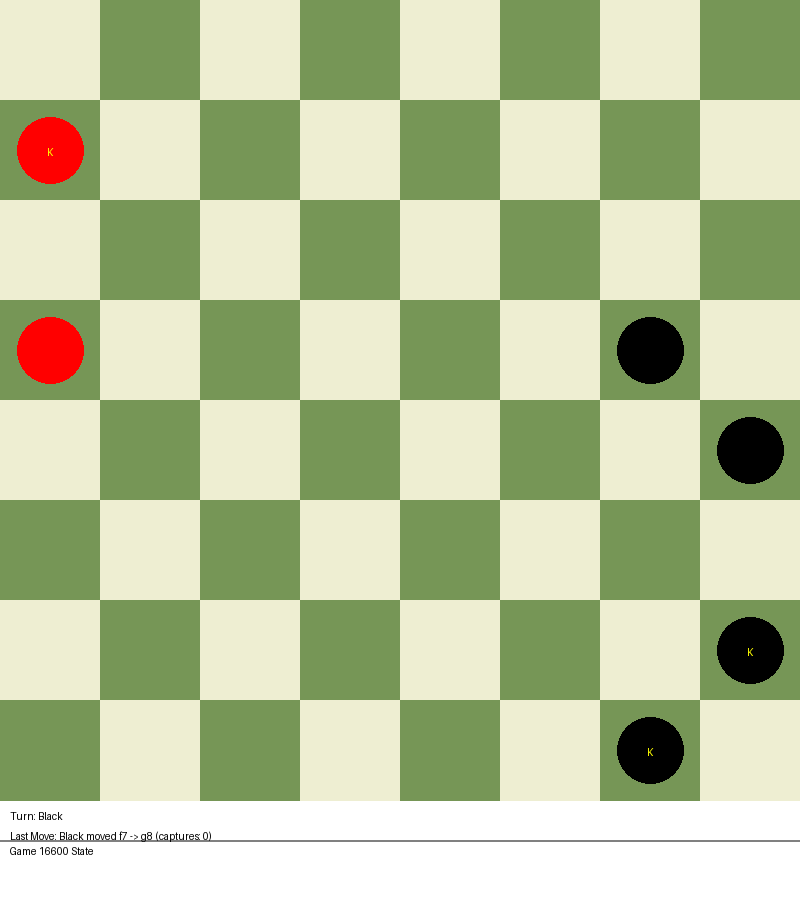 K
K
K
Turn: Black
Last Move: Black moved f7 -> g8 (captures: 0)
Game 16600 State